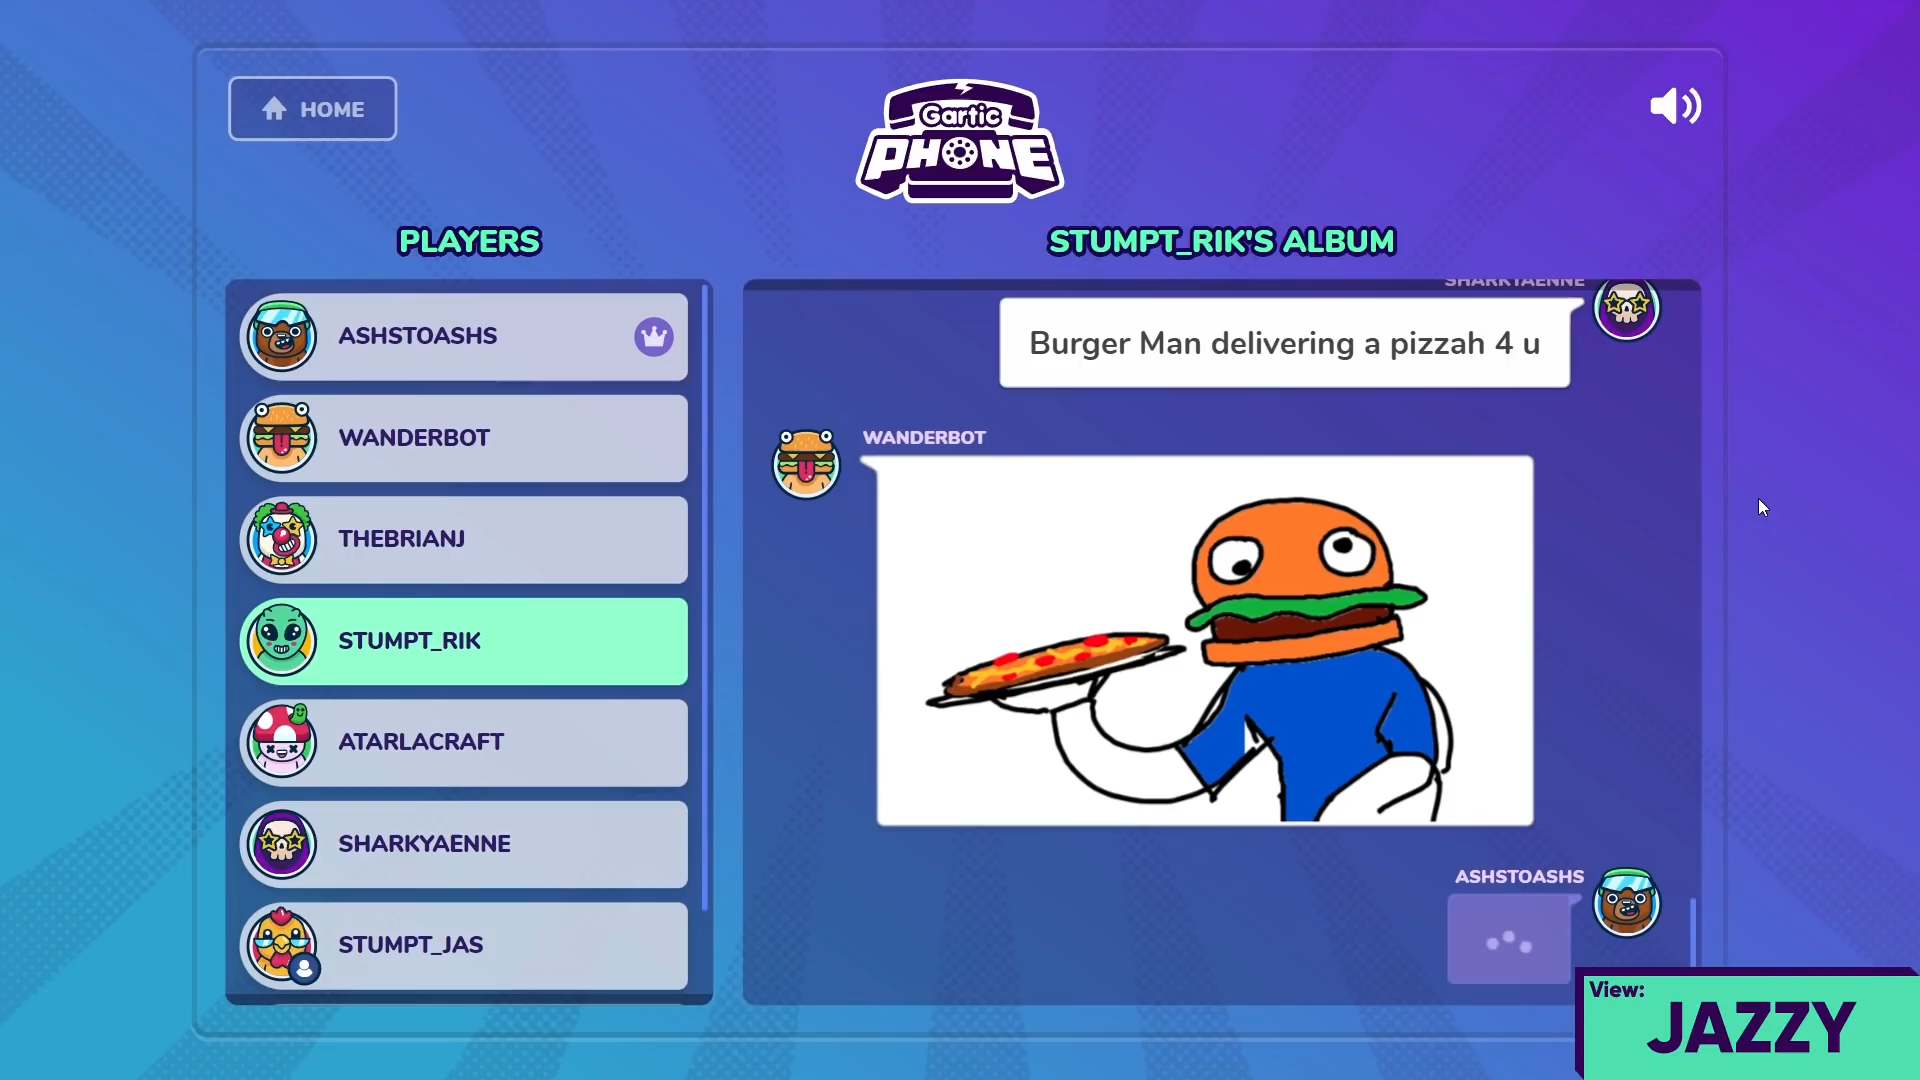 HOME
Gartic
PHONE
PLAYERS
STUMPT_RIK'S ALBUM
ASHSTOASHS
WANDERBOT
THEBRIANJ
STUMPT_RIK
ATARLACRAFT
SHARKYAENNE
STUMPT_JAS
SHARKYAENNE
Burger Man delivering a pizzah 4 u
WANDERBOT
ASHSTOASHS
View:
JAZZY